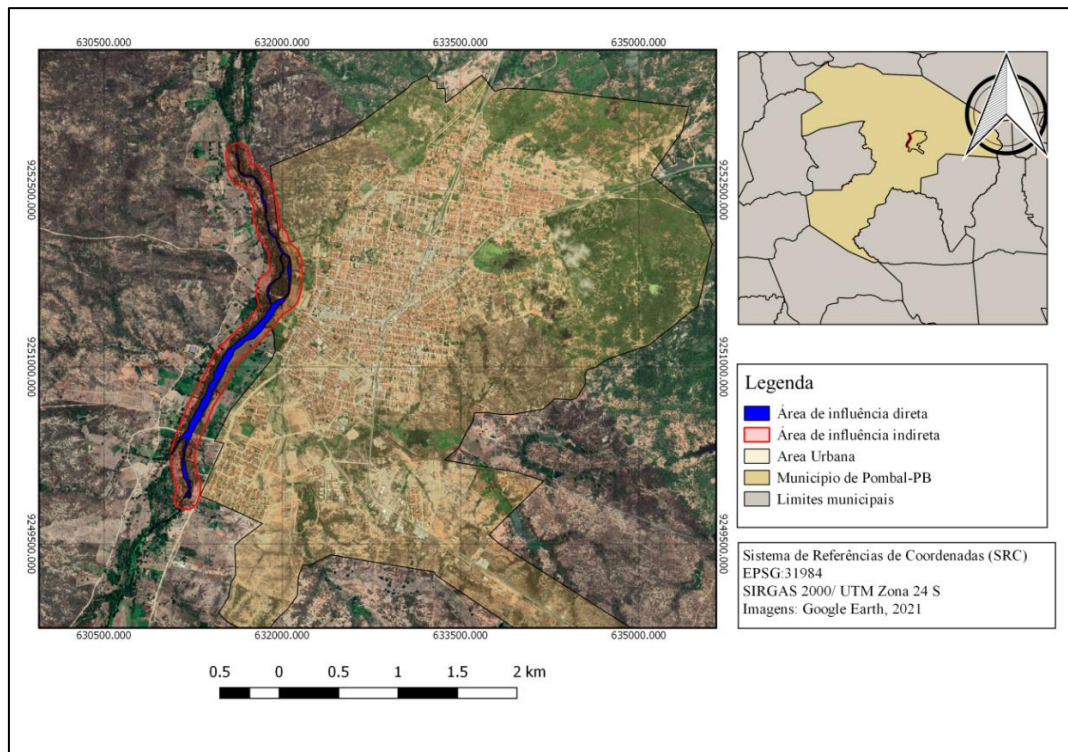 630500.000 632000.000 633500.000 635000.000
9252500.000 9252500.000
9251000.000 9251000.000
9249500.000 9249500.000
630500.000 632000.000 633500.000 635000.000
0.5 0 0.5 1 1.5 2 km
Legenda
Área de influência direta
Área de influência indireta
Area Urbana
Município de Pombal-PB
Limites municipais
Sistema de Referências de Coordenadas (SRC)
EPSG:31984
SIRGAS 2000/ UTM Zona 24 S
Imagens: Google Earth, 2021